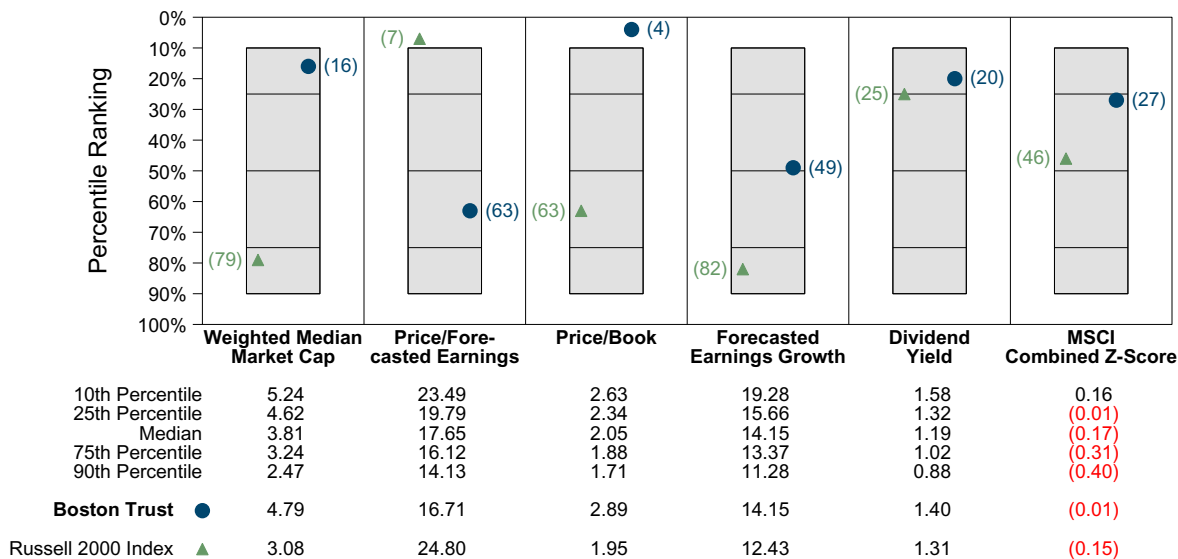 Percentile Ranking
0%
10%
20%
30%
40%
50%
60%
70%
80%
90%
100%
(16)
(79)
(7)
(63)
(4)
(63)
(49)
(82)
(20)
(25)
(27)
(46)
Weighted Median
Market Cap
Price/Fore-
casted Earnings
Price/Book
Forecasted
Earnings Growth
Dividend
Yield
MSCI
Combined Z-Score
10th Percentile 5.24 23.49 2.63 19.28 1.58 0.16
25th Percentile 4.62 19.79 2.34 15.66 1.32 (0.01)
Median 3.81 17.65 2.05 14.15 1.19 (0.17)
75th Percentile 3.24 16.12 1.88 13.37 1.02 (0.31)
90th Percentile 2.47 14.13 1.71 11.28 0.88 (0.40)
Boston Trust 4.79 16.71 2.89 14.15 1.40 (0.01)
Russell 2000 Index 3.08 24.80 1.95 12.43 1.31 (0.15)